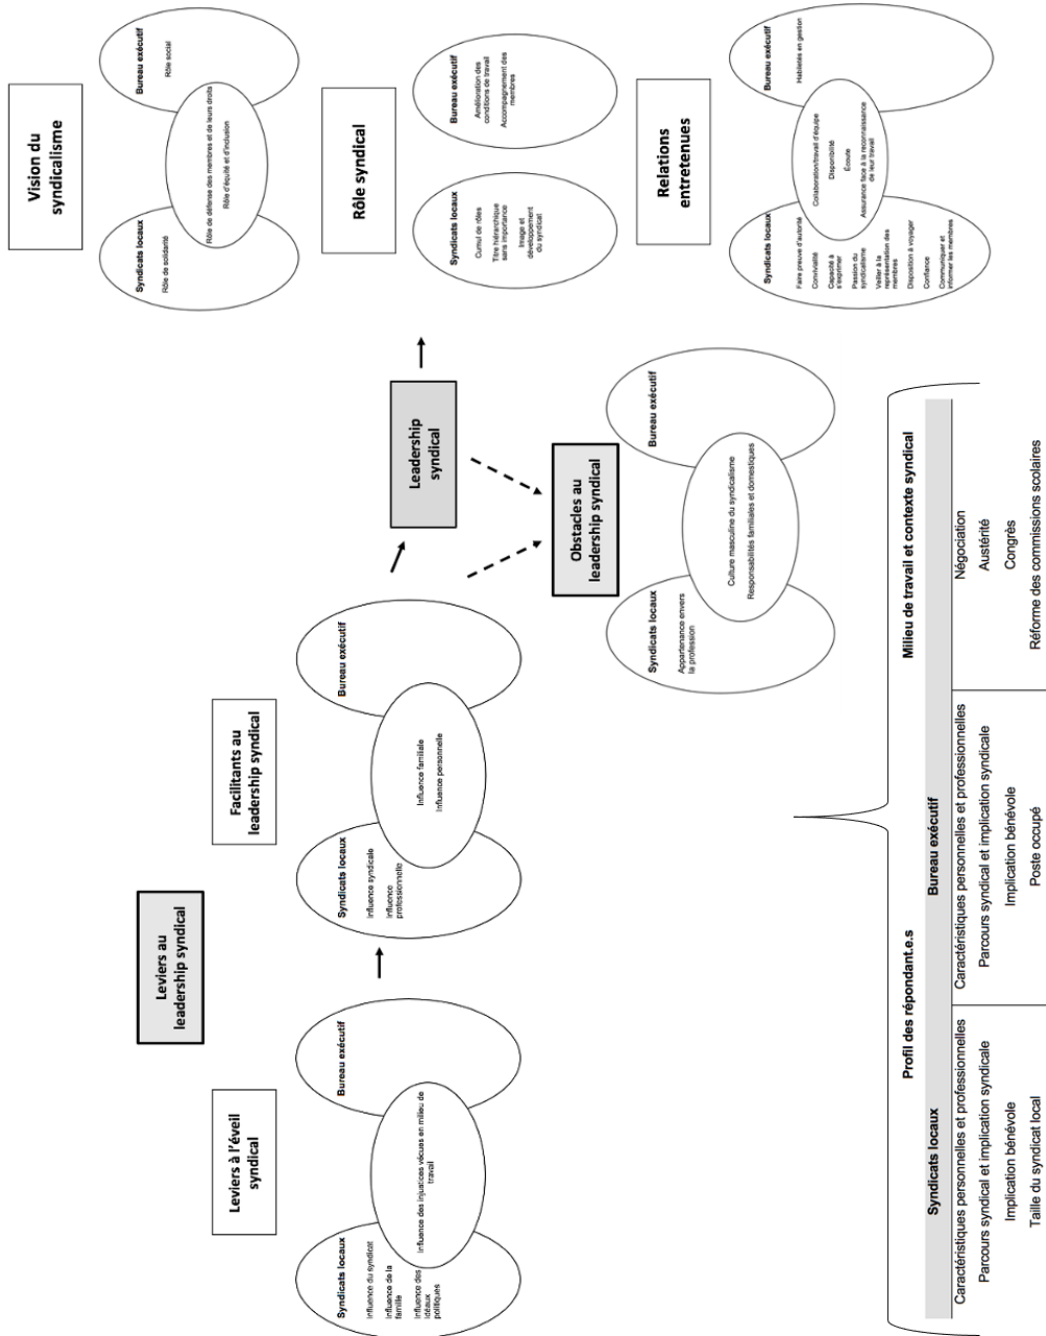 Leviers au
leadership syndical
Leviers à l'éveil
syndical
Syndicats locaux
Influence du syndicat
Influence de la
famille
Influence des
idéaux
politiques
Influence des injustices vécues en milieu de
travail
Bureau exécutif
Facilitants au
leadership syndical
Syndicats locaux
Influence syndicale
Influence
professionnelle
Influence familiale
Influence personnelle
Bureau exécutif
Leadership
syndical
Obstacles au
leadership syndical
Syndicats locaux
Appartenance envers
la profession
Culture masculine du syndicalisme
Responsabilités familiales et domestiques
Bureau exécutif
Vision du
syndicalisme
Syndicats locaux
Rôle de solidarité
Rôle de défense des membres et de leurs droits
Rôle d'équité et d'inclusion
Bureau exécutif
Rôle social
Rôle syndical
Syndicats locaux
Cumul de rôles
Titre hiérarchique
sans importance
Image et
développement
du syndicat
Bureau exécutif
Amélioration des
conditions de travail
Accompagnement des
membres
Relations
entretenues
Syndicats locaux
Faire preuve d'autorité
Convivialité
Capacité à
s'exprimer
Passion du
syndicalisme
Veiller à la
représentation des
membres
Disposition à voyager
Confiance
Communiquer et
informer les membres
Collaboration/travail d'équipe
Disponibilité
Écoute
Assurance face à la reconnaissance
de leur travail
Bureau exécutif
Habiletés en gestion
Profil des répondant.e.s
Milieu de travail et contexte syndical
Syndicats locaux
Bureau exécutif
Caractéristiques personnelles et professionnelles
Parcours syndical et implication syndicale
Implication bénévole
Taille du syndicat local
Caractéristiques personnelles et professionnelles
Parcours syndical et implication syndicale
Implication bénévole
Poste occupé
Négociation
Austérité
Congrès
Réforme des commissions scolaires